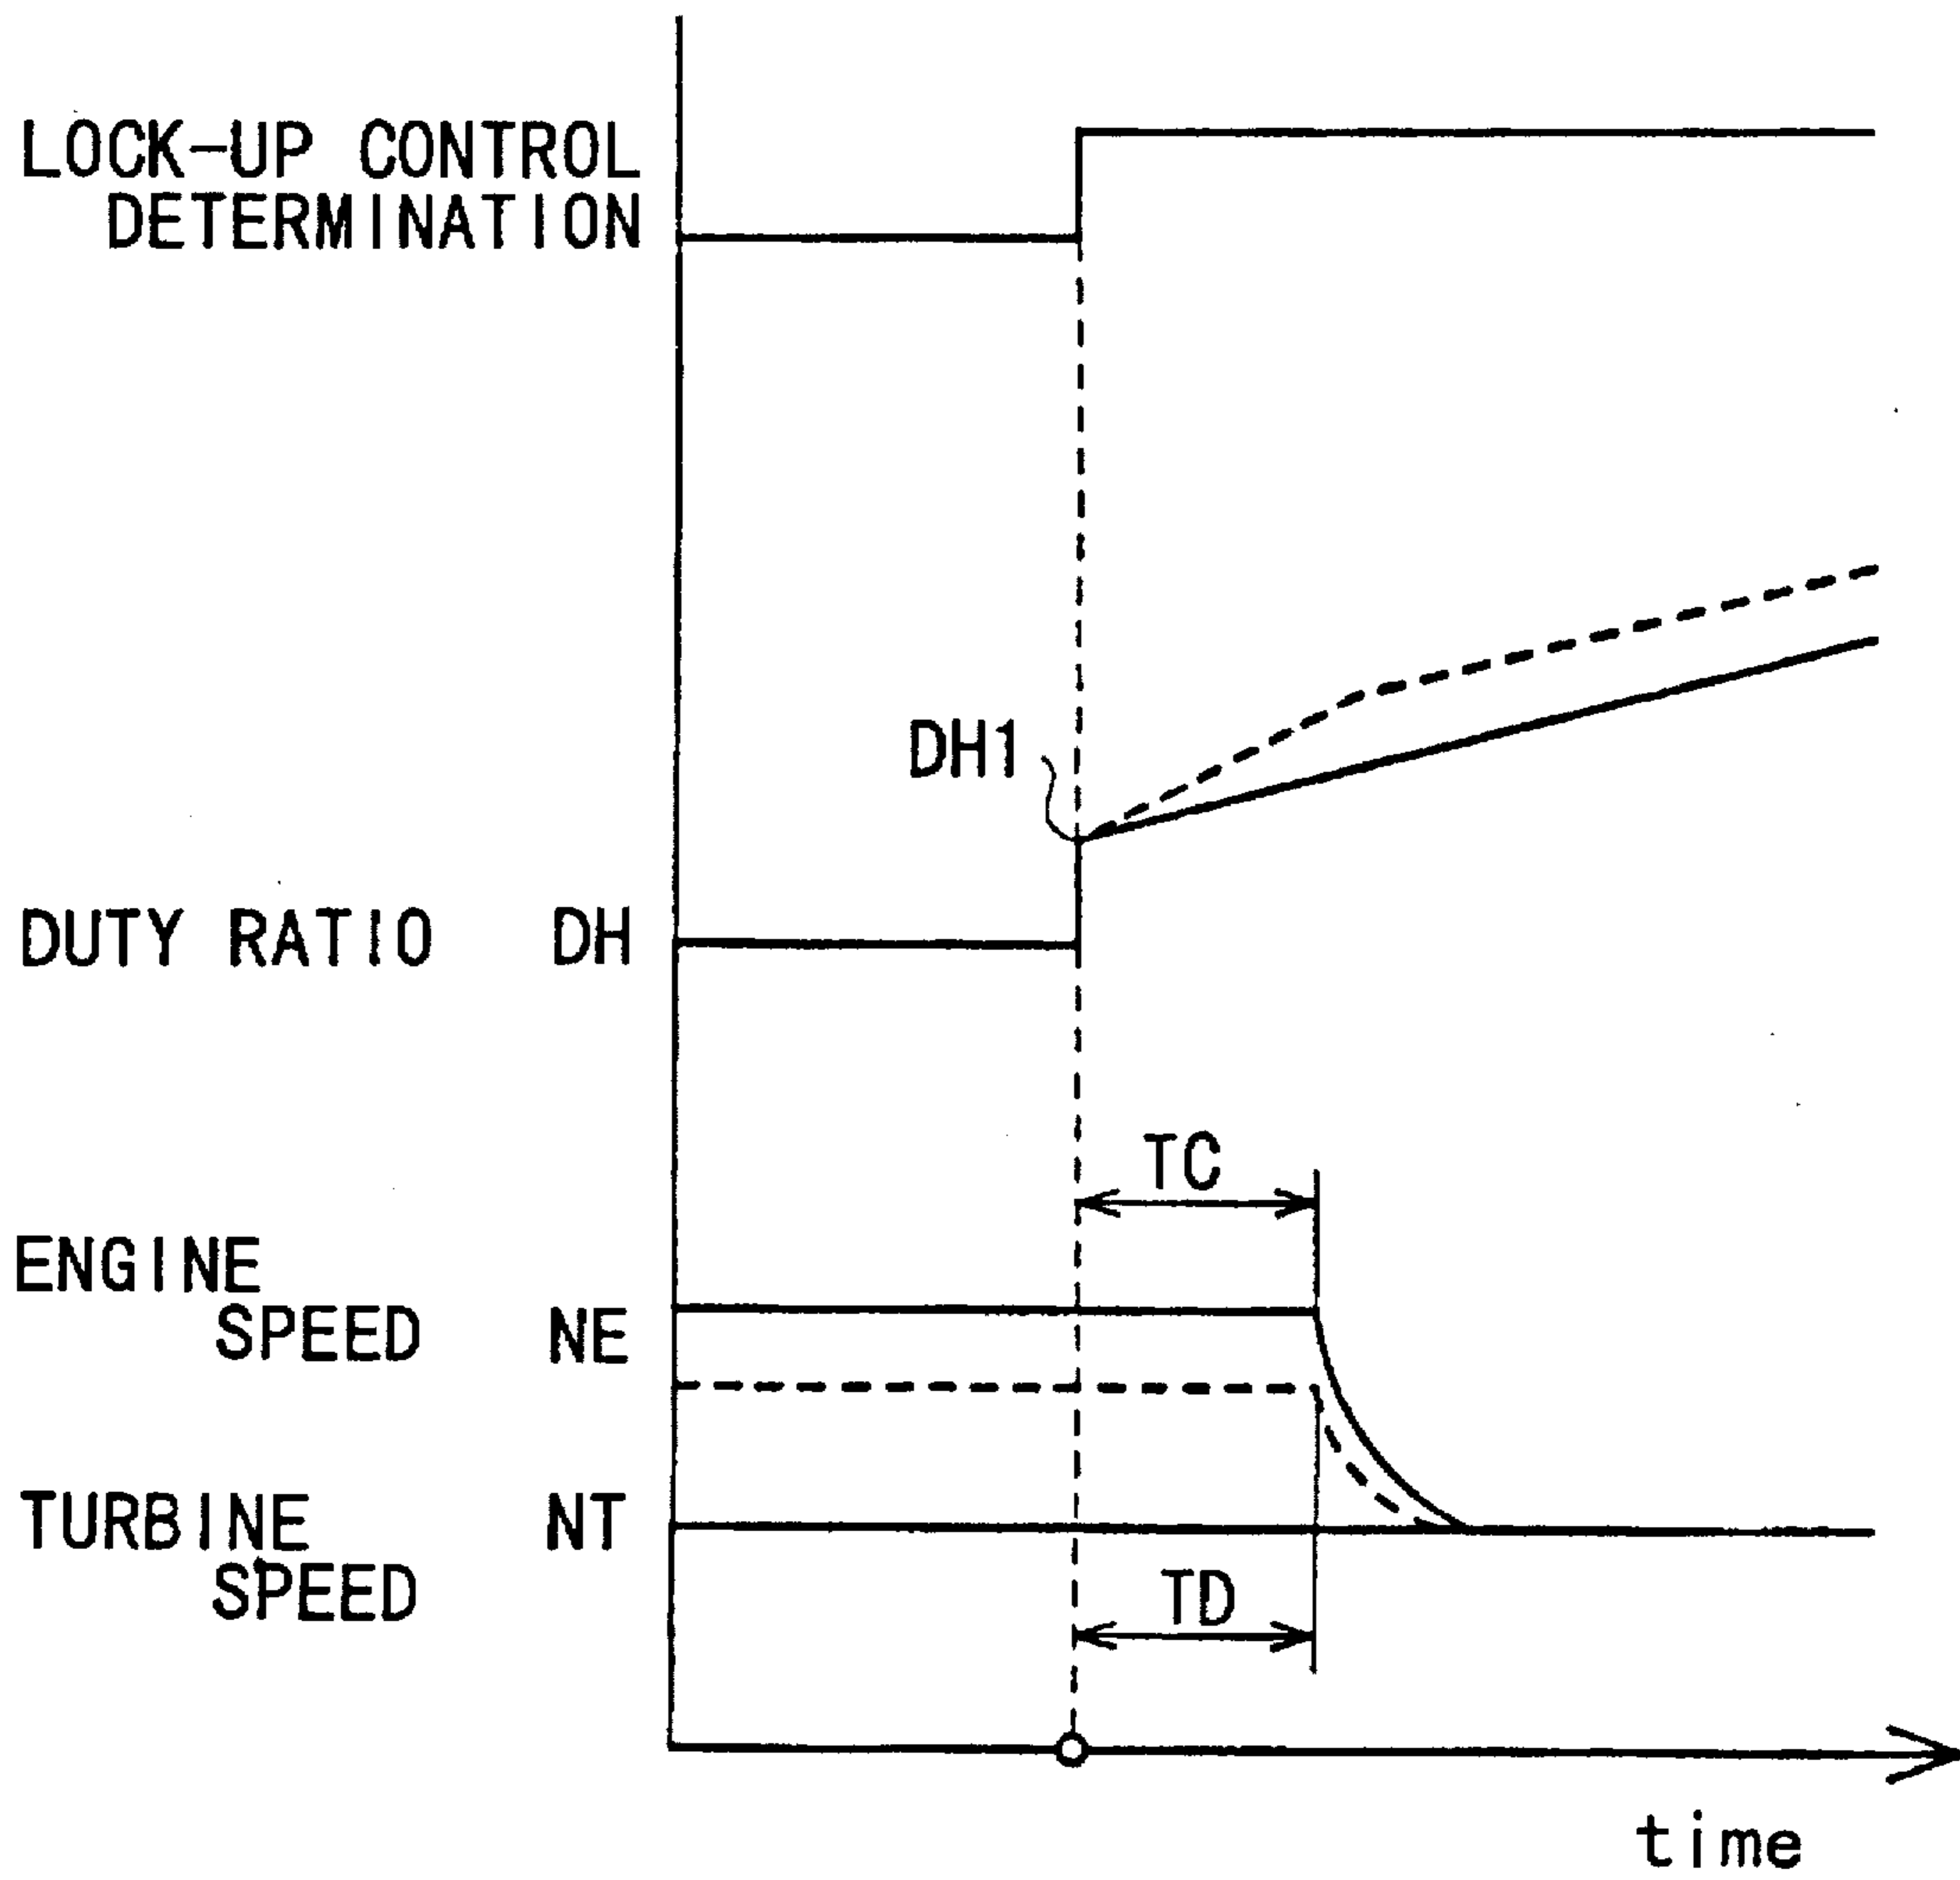 LOCK-UP CONTROL
DETERMINATION
DH1
DUTY RATIO DH
TC
ENGINE
SPEED NE
TURBINE NT
SPEED
TD
time